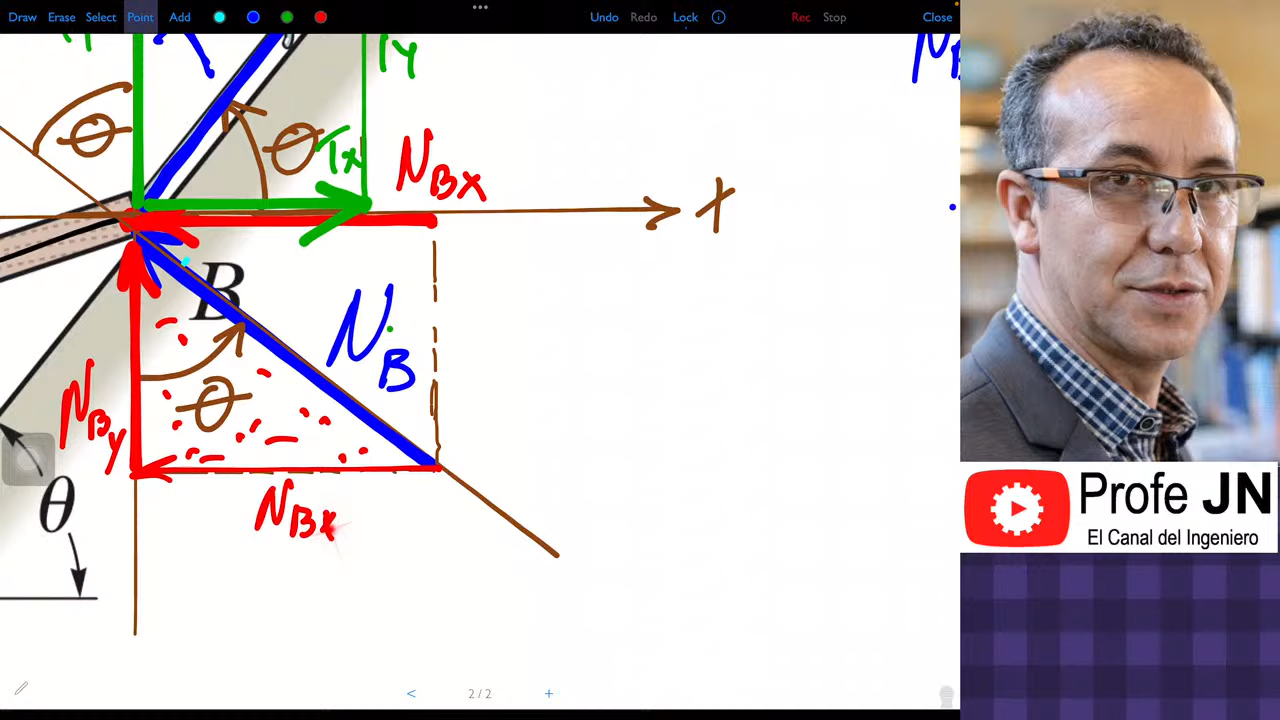 Draw Erase Select Point Add Undo Redo Lock Rec Stop Close
Ty
θ
θ
Tx
NBx
x
B
NB
NBy
θ
NBx
θ
< 2 / 2 +
Profe JN
El Canal del Ingeniero